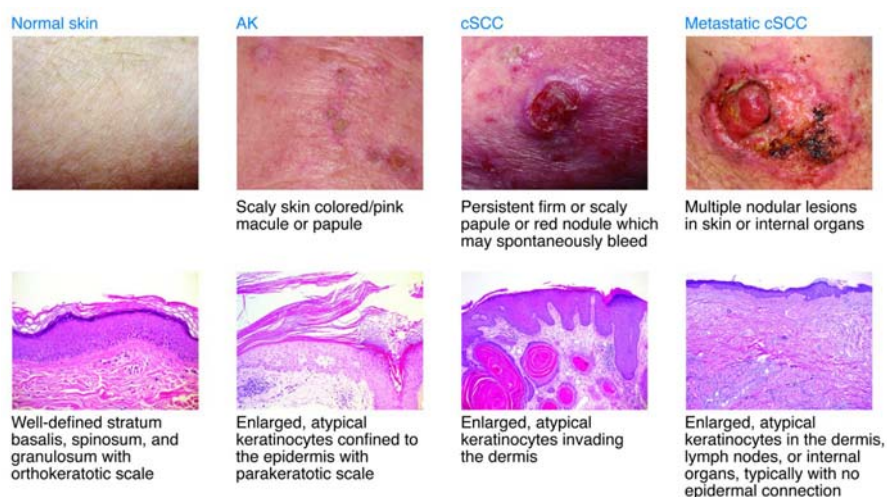 Normal skin
AK
cSCC
Metastatic cSCC
Scaly skin colored/pink
macule or papule
Persistent firm or scaly
papule or red nodule which
may spontaneously bleed
Multiple nodular lesions
in skin or internal organs
Well-defined stratum
basalis, spinosum, and
granulosum with
orthokeratotic scale
Enlarged, atypical
keratinocytes confined to
the epidermis with
parakeratotic scale
Enlarged, atypical
keratinocytes invading
the dermis
Enlarged, atypical
keratinocytes in the dermis,
lymph nodes, or internal
organs, typically with no
epidermal connection